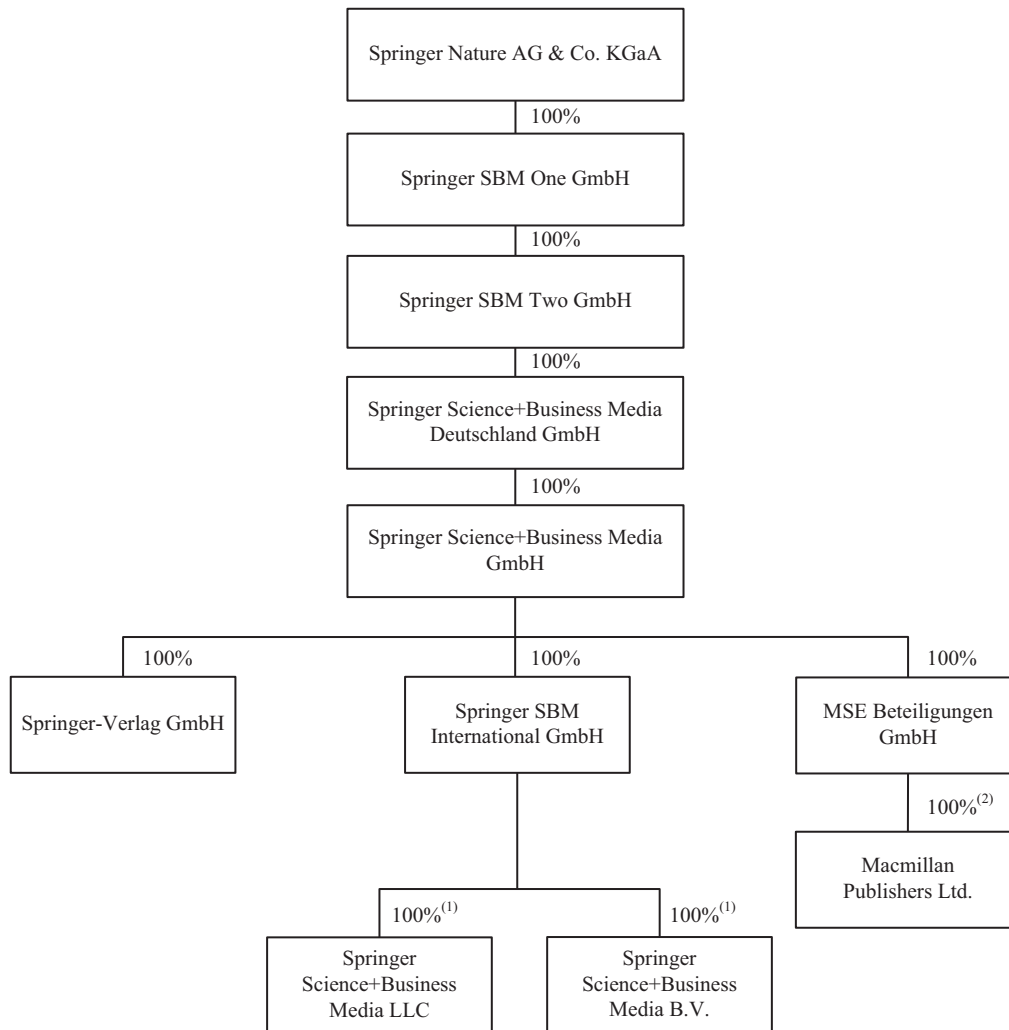 Springer Nature AG & Co. KGaA
100%
Springer SBM One GmbH
100%
Springer SBM Two GmbH
100%
Springer Science+Business Media
Deutschland GmbH
100%
Springer Science+Business Media
GmbH
100%
100%
100%
Springer-Verlag GmbH
Springer SBM
International GmbH
MSE Beteiligungen
GmbH
100%(2)
Macmillan
Publishers Ltd.
100%(1)
100%(1)
Springer
Science+Business
Media LLC
Springer
Science+Business
Media B.V.